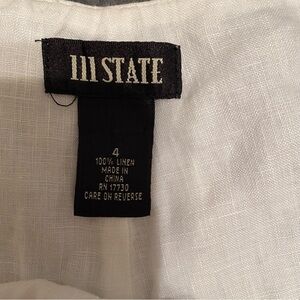 111 STATE
4
100% LINEN
MADE IN
CHINA
RN 17730
CARE ON REVERSE